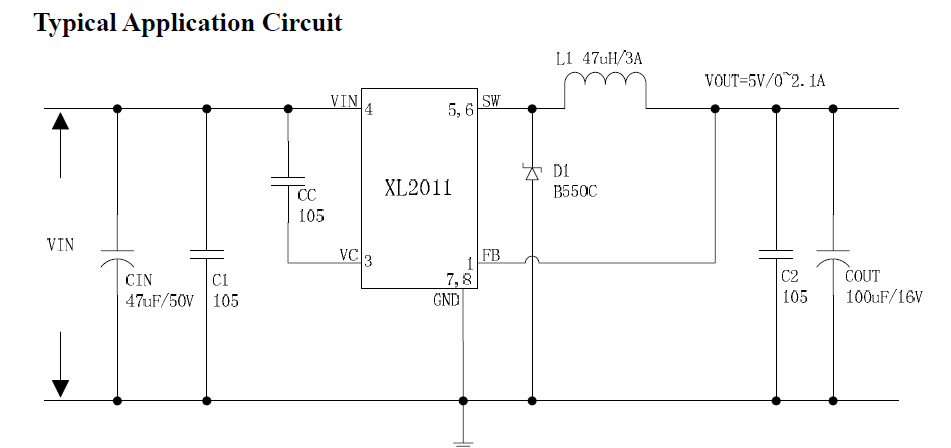 Typical Application Circuit
L1 47uH/3A
VOUT=5V/0~2.1A
VIN
4
5,6
SW
XL2011
D1
B550C
CC
105
VIN
VC
3
1
FB
7,8
GND
CIN
47uF/50V
C1
105
C2
105
COUT
100uF/16V